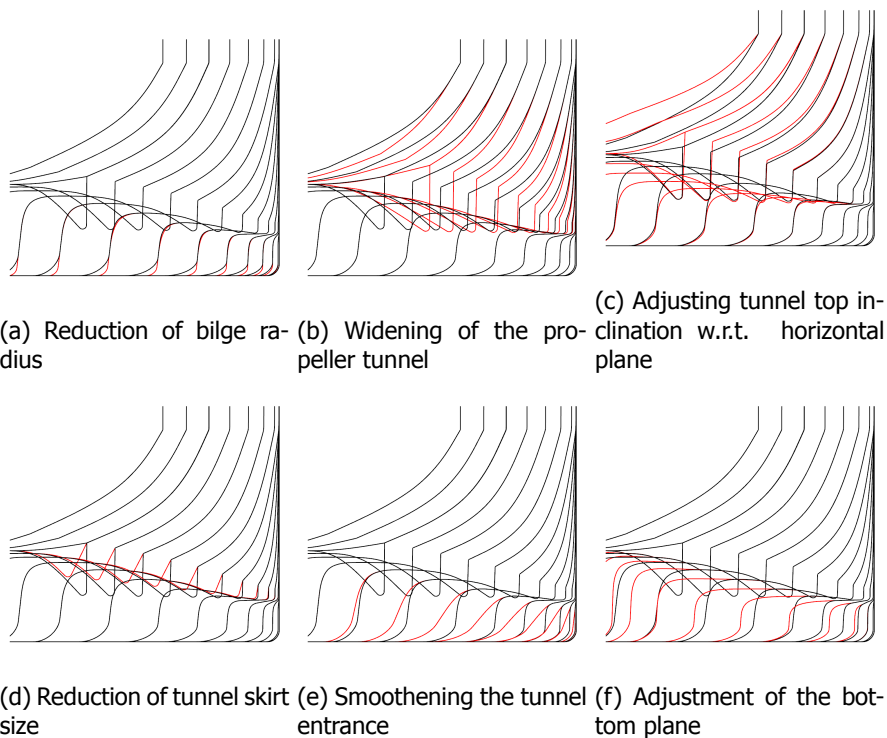 (a) Reduction of bilge ra-
dius
(b) Widening of the pro-
peller tunnel
(c) Adjusting tunnel top in-
clination w.r.t. horizontal
plane
(d) Reduction of tunnel skirt
size
(e) Smoothening the tunnel
entrance
(f) Adjustment of the bot-
tom plane